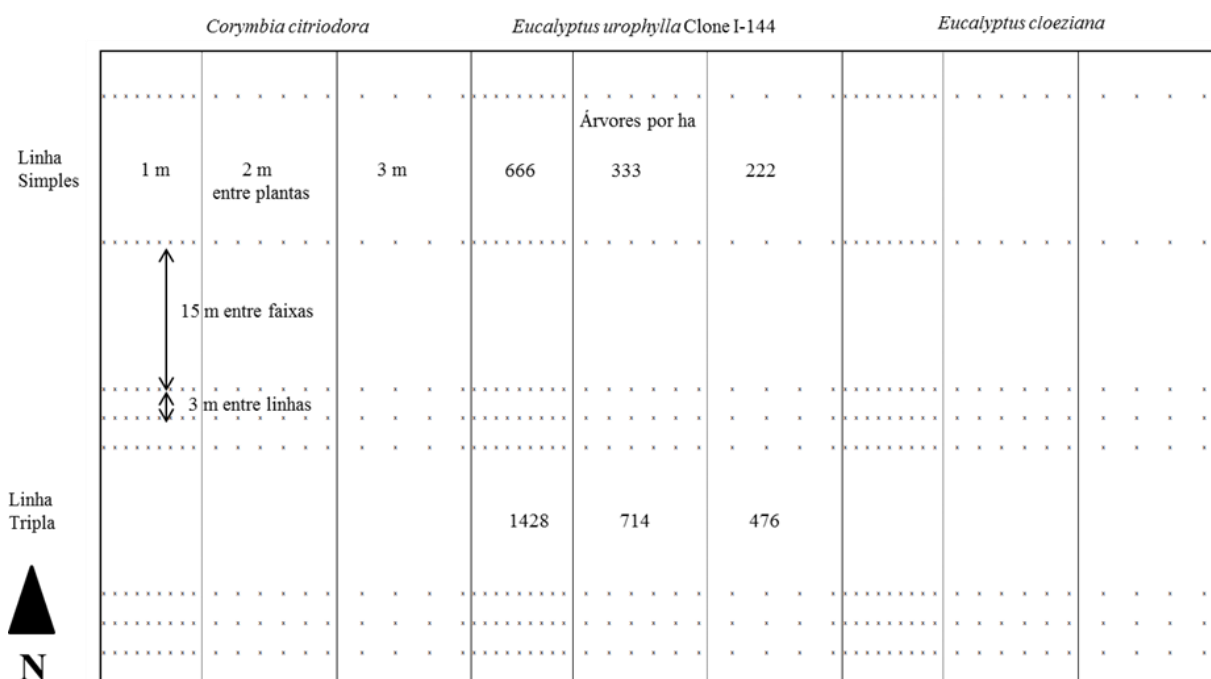 Corymbia citriodora
Eucalyptus urophylla Clone I-144
Eucalyptus cloeziana
Árvores por ha
Linha
Simples
1 m
2 m
entre plantas
3 m
666
333
222
15 m entre faixas
3 m entre linhas
Linha
Tripla
1428
714
476
N